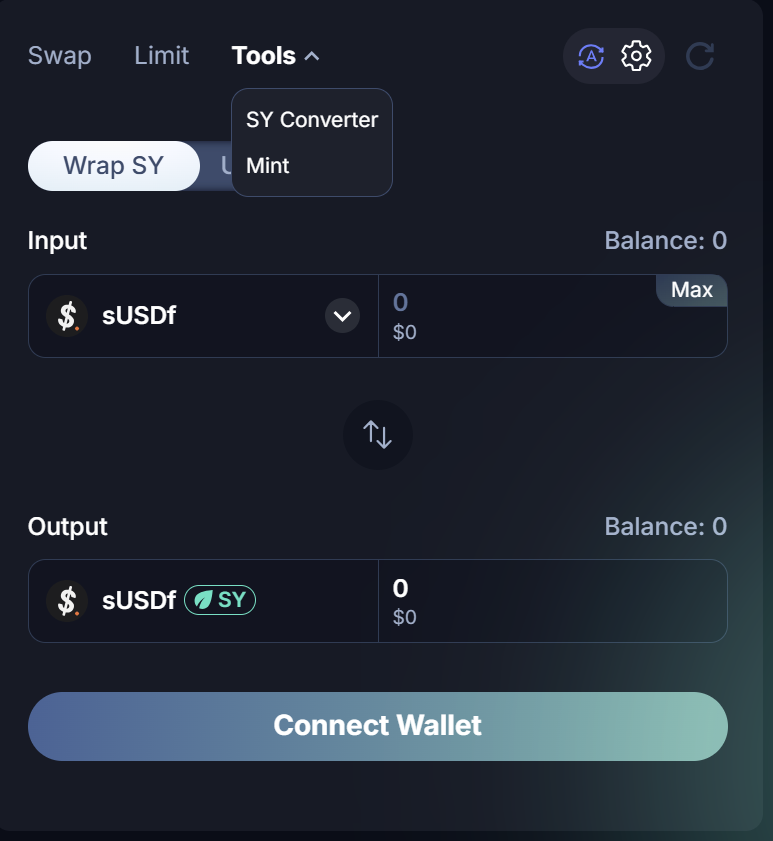 Swap Limit Tools
A
SY Converter
Mint
Wrap SY U
Input Balance: 0
$ sUSDf 0 Max
$0
Output Balance: 0
$ sUSDf SY 0
$0
Connect Wallet